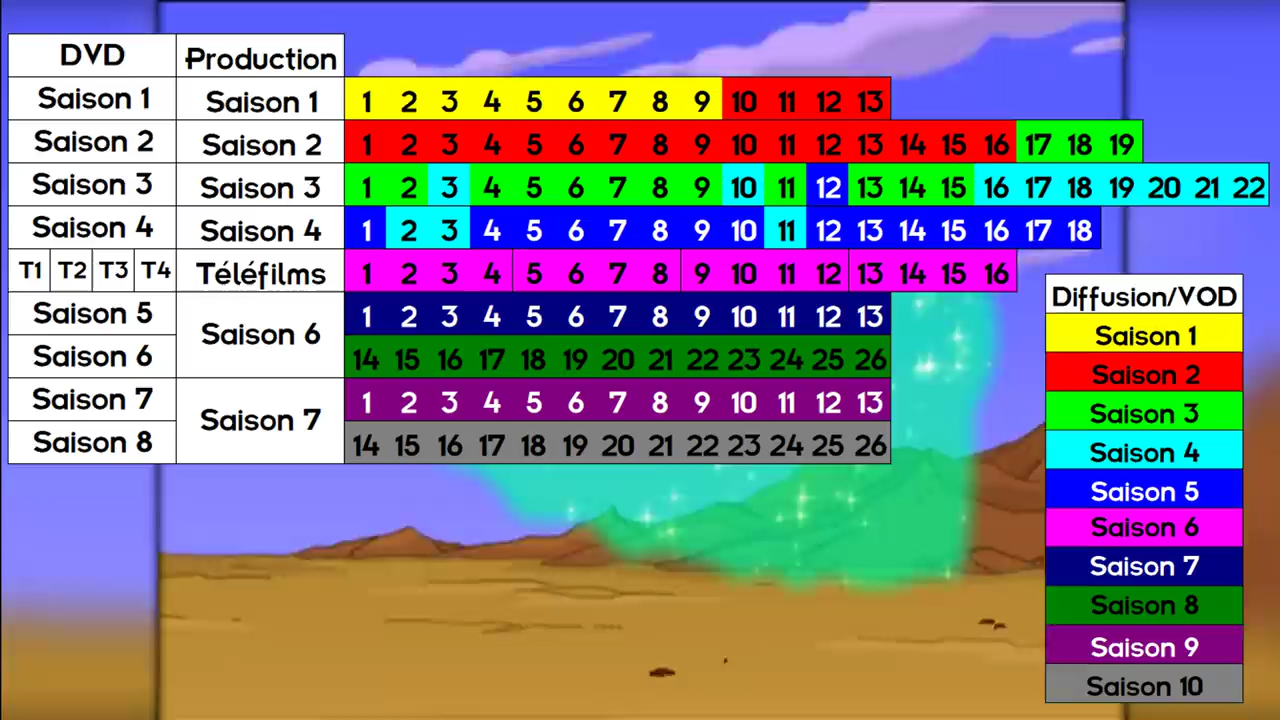 DVD Production
Saison 1 Saison 1 1 2 3 4 5 6 7 8 9 10 11 12 13
Saison 2 Saison 2 1 2 3 4 5 6 7 8 9 10 11 12 13 14 15 16 17 18 19
Saison 3 Saison 3 1 2 3 4 5 6 7 8 9 10 11 12 13 14 15 16 17 18 19 20 21 22
Saison 4 Saison 4 1 2 3 4 5 6 7 8 9 10 11 12 13 14 15 16 17 18
T1 T2 T3 T4 Téléfilms 1 2 3 4 5 6 7 8 9 10 11 12 13 14 15 16
Saison 5 Saison 6 1 2 3 4 5 6 7 8 9 10 11 12 13
Saison 6 14 15 16 17 18 19 20 21 22 23 24 25 26
Saison 7 Saison 7 1 2 3 4 5 6 7 8 9 10 11 12 13
Saison 8 14 15 16 17 18 19 20 21 22 23 24 25 26
Diffusion/VOD
Saison 1
Saison 2
Saison 3
Saison 4
Saison 5
Saison 6
Saison 7
Saison 8
Saison 9
Saison 10